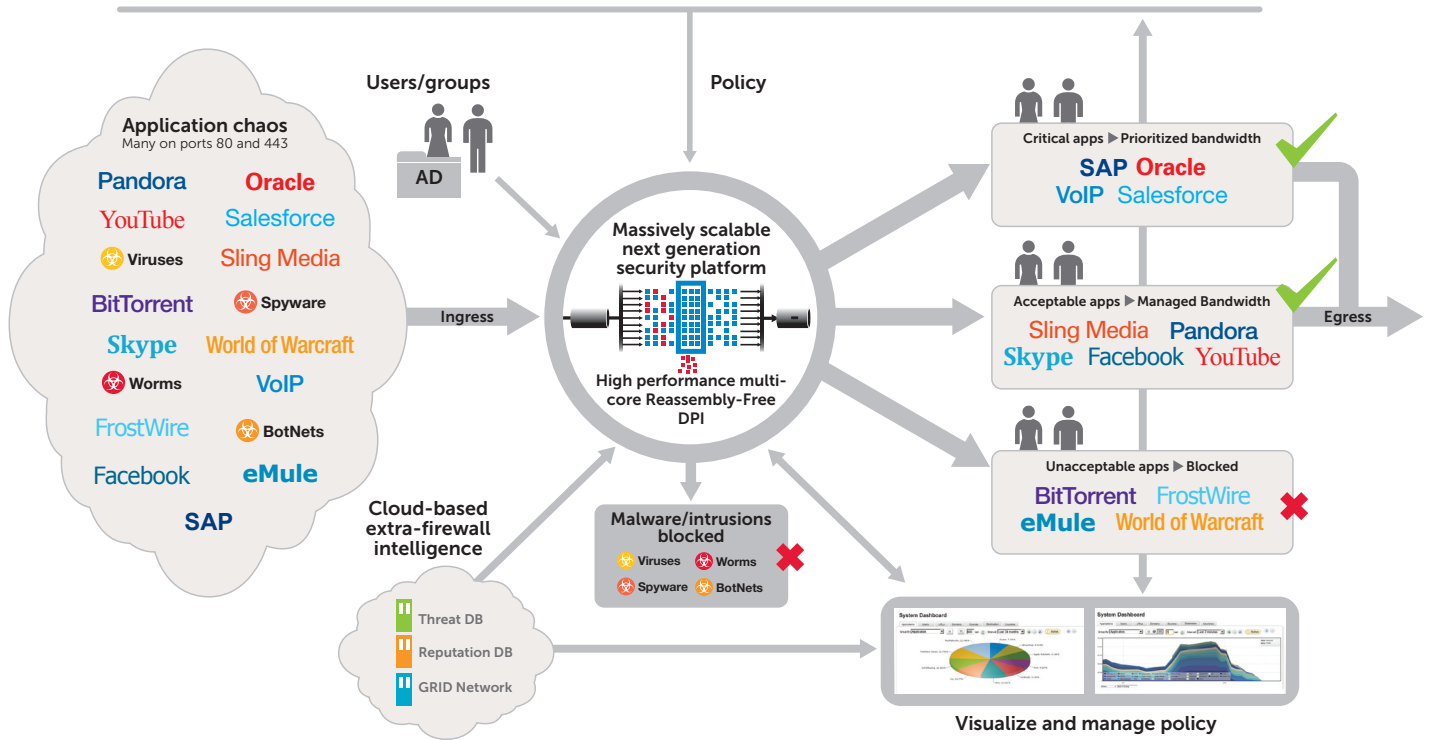 Users/groups
AD
Policy
Application chaos
Many on ports 80 and 443
Pandora
Oracle
YouTube
Salesforce
Viruses
Sling Media
BitTorrent
Spyware
Skype
World of Warcraft
Worms
VoIP
FrostWire
BotNets
Facebook
eMule
SAP
Ingress
Massively scalable
next generation
security platform
High performance multi-
core Reassembly-Free
DPI
Critical apps ▶ Prioritized bandwidth
SAP Oracle
VoIP Salesforce
Acceptable apps ▶ Managed Bandwidth
Sling Media Pandora
Skype Facebook YouTube
Egress
Unacceptable apps ▶ Blocked
BitTorrent FrostWire
eMule World of Warcraft
Malware/intrusions
blocked
Viruses Worms
Spyware BotNets
Cloud-based
extra-firewall
intelligence
Threat DB
Reputation DB
GRID Network
System Dashboard
System Dashboard
Visualize and manage policy